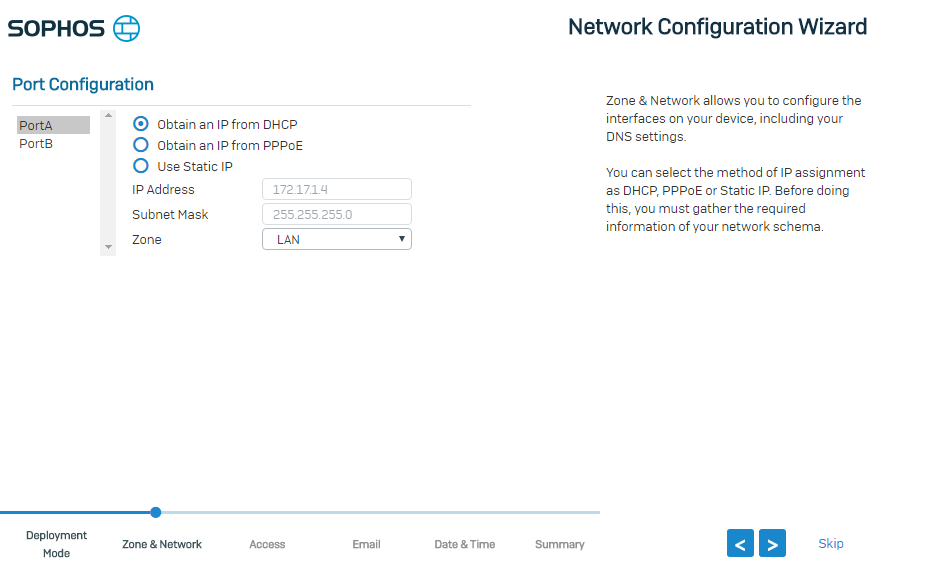 SOPHOS
Network Configuration Wizard
Port Configuration
PortA
PortB
Obtain an IP from DHCP
Obtain an IP from PPPoE
Use Static IP
IP Address
172.17.1.4
Subnet Mask
255.255.255.0
Zone
LAN
Zone & Network allows you to configure the
interfaces on your device, including your
DNS settings.
You can select the method of IP assignment
as DHCP, PPPoE or Static IP. Before doing
this, you must gather the required
information of your network schema.
Deployment
Mode
Zone & Network
Access
Email
Date & Time
Summary
<
>
Skip